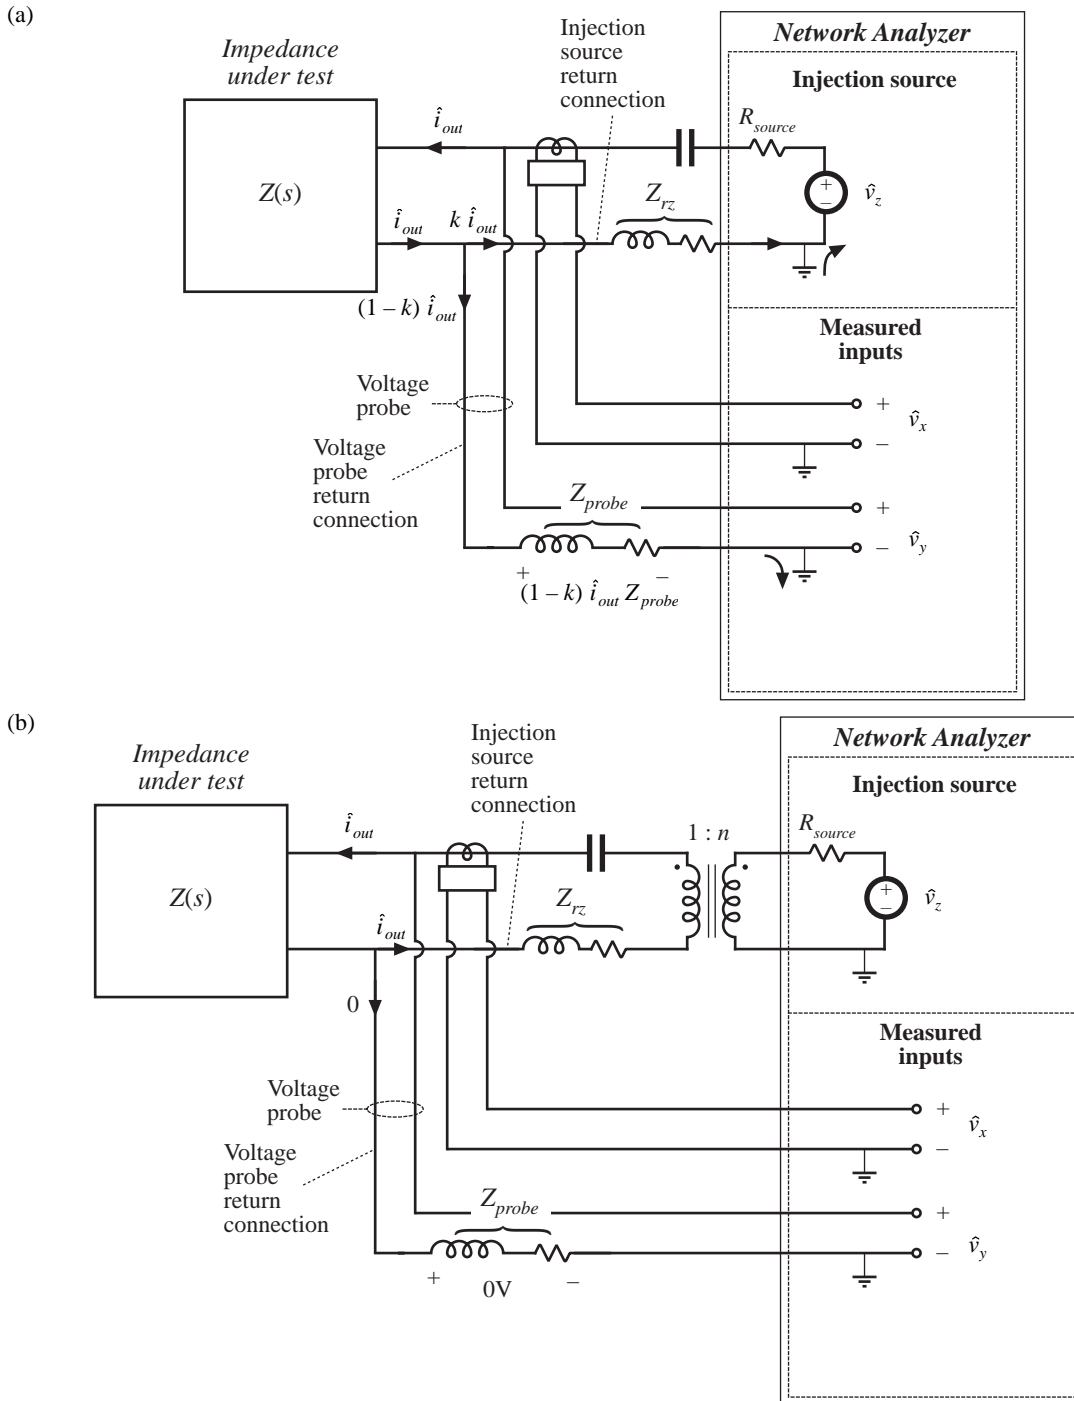 (a)
Network Analyzer
Impedance
under test
Injection
source
return
connection
Injection source
R_source
î_out
Z(s)
Z_rz
+
–
v̂_z
î_out
k î_out
(1 – k) î_out
Measured
inputs
Voltage
probe
+
v̂_x
–
Voltage
probe
return
connection
Z_probe
+
v̂_y
–
+
–
(1 – k) î_out Z_probe
(b)
Network Analyzer
Impedance
under test
Injection
source
return
connection
Injection source
1 : n
R_source
î_out
Z(s)
Z_rz
+
–
v̂_z
î_out
0
Measured
inputs
Voltage
probe
+
v̂_x
–
Voltage
probe
return
connection
Z_probe
+
v̂_y
–
+
–
0V